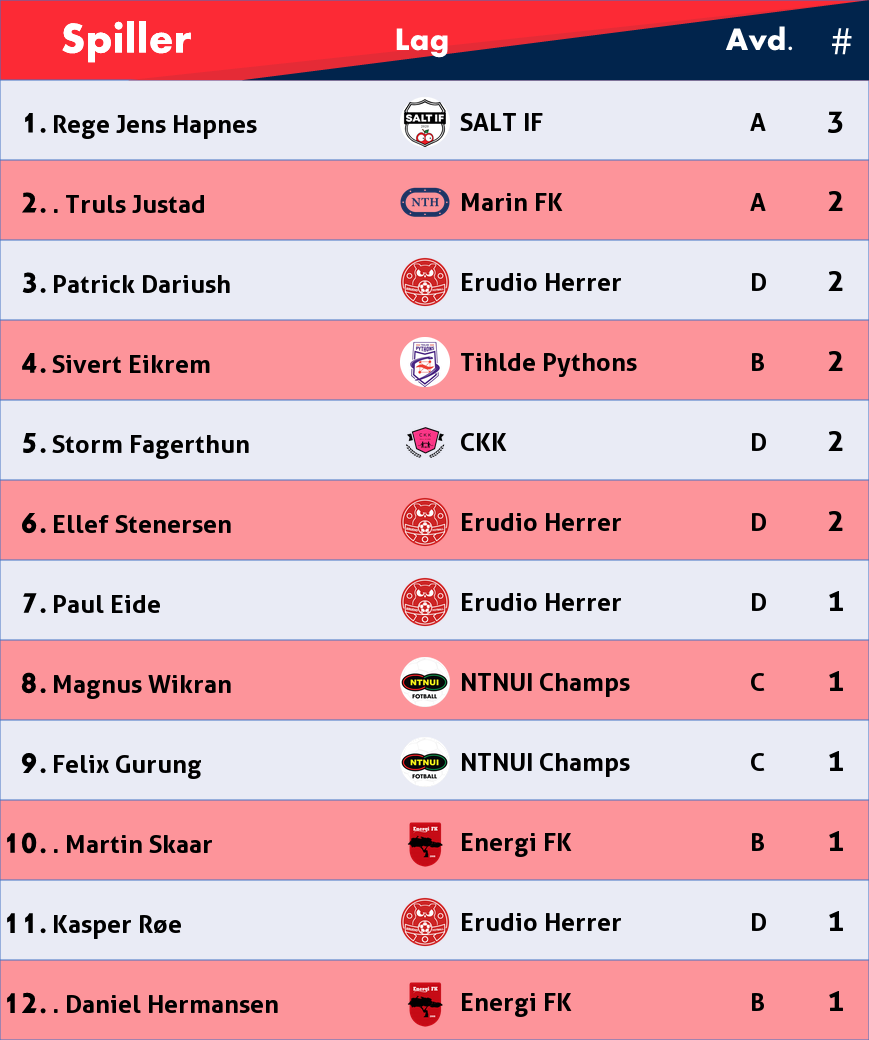 Spiller Lag Avd. #
1. Rege Jens Hapnes SALT IF SALT IF A 3
2. . Truls Justad NTH Marin FK A 2
3. Patrick Dariush Erudio Herrer D 2
4. Sivert Eikrem PYTHONS Tihlde Pythons B 2
5. Storm Fagerthun CKK CKK D 2
6. Ellef Stenersen Erudio Herrer D 2
7. Paul Eide Erudio Herrer D 1
8. Magnus Wikran NTNUI FOTBALL NTNUI Champs C 1
9. Felix Gurung NTNUI FOTBALL NTNUI Champs C 1
10. . Martin Skaar Energi FK Energi FK B 1
11. Kasper Røe Erudio Herrer D 1
12. . Daniel Hermansen Energi FK Energi FK B 1